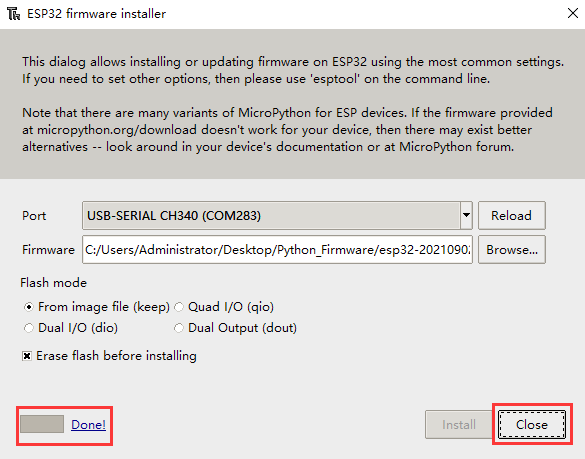 ESP32 firmware installer
This dialog allows installing or updating firmware on ESP32 using the most common settings.
If you need to set other options, then please use 'esptool' on the command line.
Note that there are many variants of MicroPython for ESP devices. If the firmware provided
at micropython.org/download doesn't work for your device, then there may exist better
alternatives -- look around in your device's documentation or at MicroPython forum.
Port USB-SERIAL CH340 (COM283) Reload
Firmware C:/Users/Administrator/Desktop/Python_Firmware/esp32-20210902 Browse...
Flash mode
From image file (keep) Quad I/O (qio)
Dual I/O (dio) Dual Output (dout)
Erase flash before installing
Done! Install Close